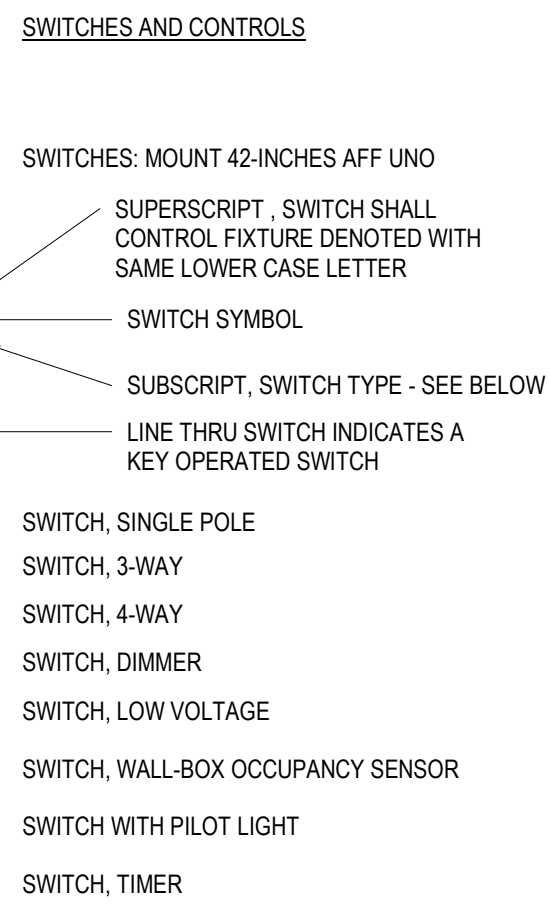 SWITCHES AND CONTROLS
SWITCHES: MOUNT 42-INCHES AFF UNO
SUPERSCRIPT , SWITCH SHALL
CONTROL FIXTURE DENOTED WITH
SAME LOWER CASE LETTER
SWITCH SYMBOL
SUBSCRIPT, SWITCH TYPE - SEE BELOW
LINE THRU SWITCH INDICATES A
KEY OPERATED SWITCH
SWITCH, SINGLE POLE
SWITCH, 3-WAY
SWITCH, 4-WAY
SWITCH, DIMMER
SWITCH, LOW VOLTAGE
SWITCH, WALL-BOX OCCUPANCY SENSOR
SWITCH WITH PILOT LIGHT
SWITCH, TIMER